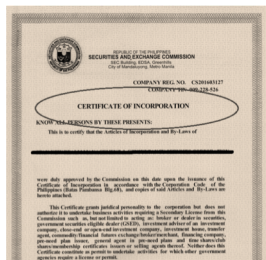 REPUBLIC OF THE PHILIPPINES
SECURITIES AND EXCHANGE COMMISSION
SEC Building, EDSA, Greenhills
City of Mandaluyong, Metro Manila
COMPANY REG. NO. CS201603127
COMPANY TIN 009-228-526
CERTIFICATE OF INCORPORATION
KNOW ALL PERSONS BY THESE PRESENTS:
This is to certify that the Articles of Incorporation and By-Laws of
were duly approved by the Commission on this date upon the issuance of this
Certificate of Incorporation in accordance with the Corporation Code of the
Philippines (Batas Pambansa Blg.68), and copies of said Articles and By-Laws are
hereto attached.
This Certificate grants juridical personality to the corporation but does not
authorize it to undertake business activities requiring a Secondary License from this
Commission such as, but not limited to acting as: broker or dealer in securities,
government securities eligible dealer (GSED), investment adviser of an investment
company, close-end or open-end investment company, investment house, transfer
agent, commodity/financial futures exchange/broker/merchant, financing company,
pre-need plan issuer, general agent in pre-need plans and time shares/club
shares/membership certificates issuers or selling agents thereof. Neither does this
Certificate constitute as permit to undertake activities for which other government
agencies require a license or permit.